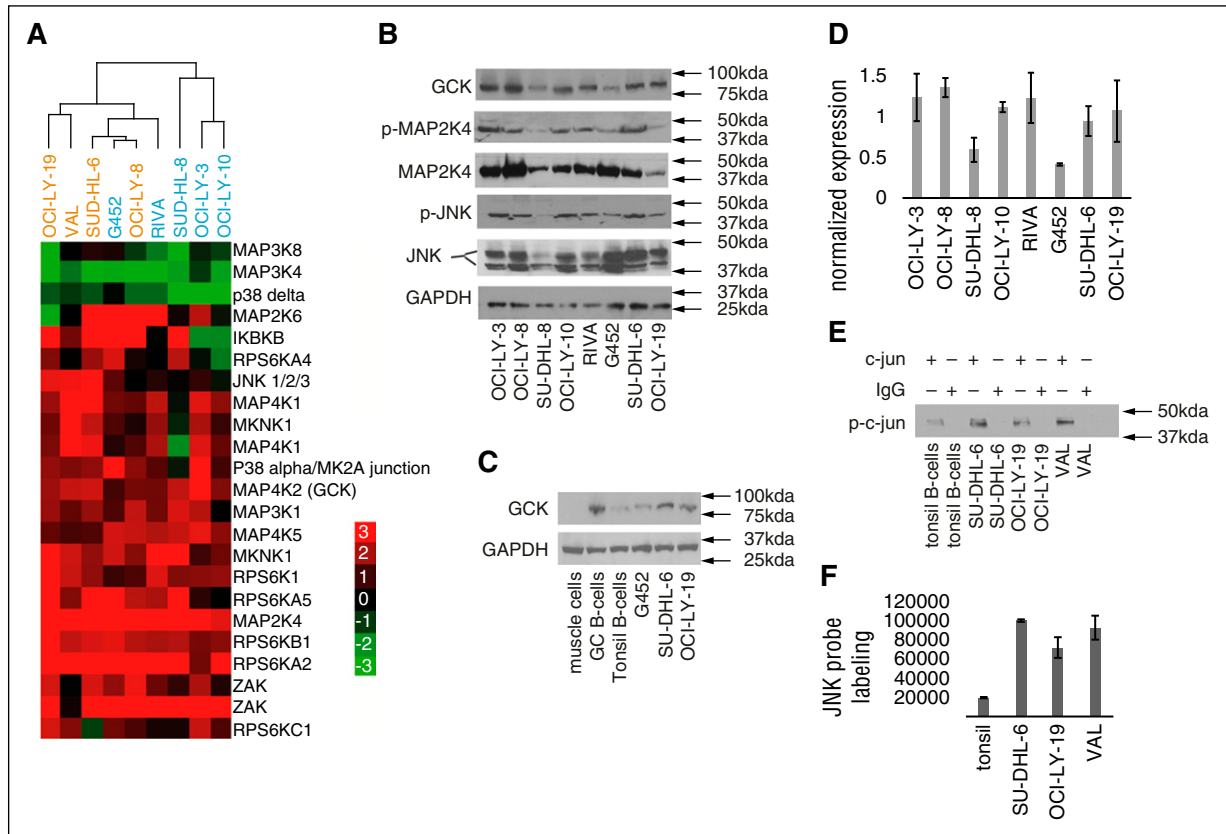 A
OCI-LY-19
VAL
SUD-HL-6
G452
OCI-LY-8
RIVA
SUD-HL-8
OCI-LY-3
OCI-LY-10
MAP3K8
MAP3K4
p38 delta
MAP2K6
IKBKB
RPS6KA4
JNK 1/2/3
MAP4K1
MKNK1
MAP4K1
P38 alpha/MK2A junction
MAP4K2 (GCK)
MAP3K1
MAP4K5
MKNK1
RPS6K1
RPS6KA5
MAP2K4
RPS6KB1
RPS6KA2
ZAK
ZAK
RPS6KC1
3
2
1
0
-1
-2
-3
B
GCK
100kda
75kda
p-MAP2K4
50kda
37kda
MAP2K4
50kda
37kda
p-JNK
50kda
37kda
JNK
50kda
37kda
GAPDH
37kda
25kda
OCI-LY-3
OCI-LY-8
SU-DHL-8
OCI-LY-10
RIVA
G452
SU-DHL-6
OCI-LY-19
C
GCK
100kda
75kda
GAPDH
37kda
25kda
muscle cells
GC B-cells
Tonsil B-cells
G452
SU-DHL-6
OCI-LY-19
D
normalized expression
1.5
1
0.5
0
OCI-LY-3
OCI-LY-8
SU-DHL-8
OCI-LY-10
RIVA
G452
SU-DHL-6
OCI-LY-19
E
c-jun + – + – + – + –
IgG – + – + – + – +
p-c-jun
50kda
37kda
tonsil B-cells
tonsil B-cells
SU-DHL-6
SU-DHL-6
OCI-LY-19
OCI-LY-19
VAL
VAL
F
JNK probe
labeling
100000
120000
80000
60000
40000
20000
tonsil
SU-DHL-6
OCI-LY-19
VAL